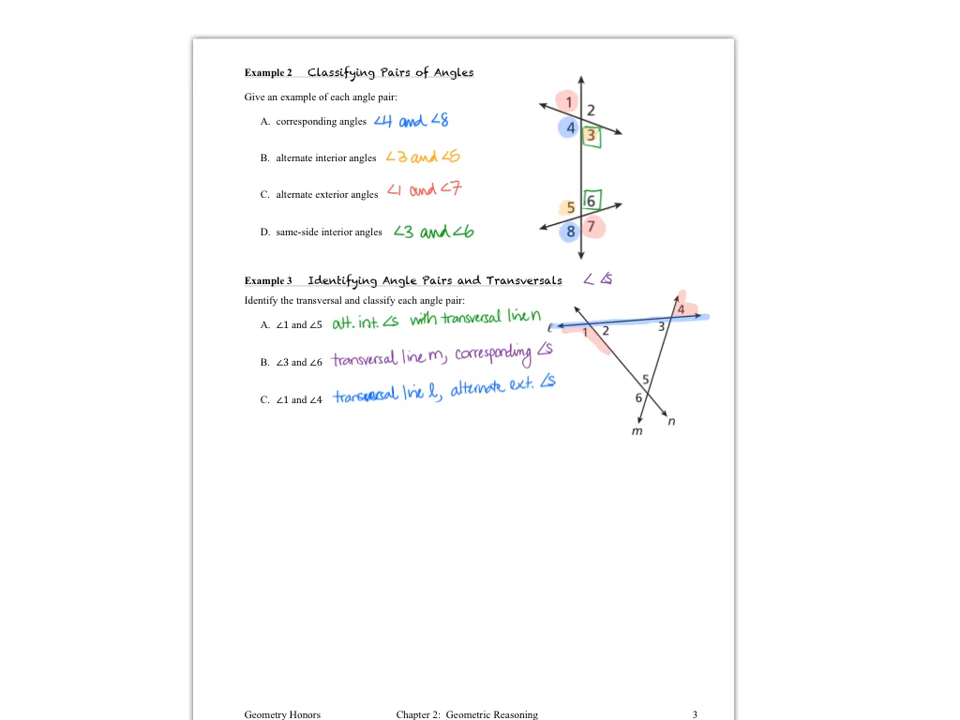 Example 2 Classifying Pairs of Angles
Give an example of each angle pair:
A. corresponding angles ∠4 and ∠8
B. alternate interior angles ∠3 and ∠5
C. alternate exterior angles ∠1 and ∠7
D. same-side interior angles ∠3 and ∠6
1
2
4
3
5
6
8
7
Example 3 Identifying Angle Pairs and Transversals ∠ ∠s
Identify the transversal and classify each angle pair:
A. ∠1 and ∠5 alt. int. ∠s with transversal line n
B. ∠3 and ∠6 transversal line m, corresponding ∠s
C. ∠1 and ∠4 transversal line ℓ, alternate ext. ∠s
ℓ
1
2
3
4
5
6
m
n
Geometry Honors Chapter 2: Geometric Reasoning 3